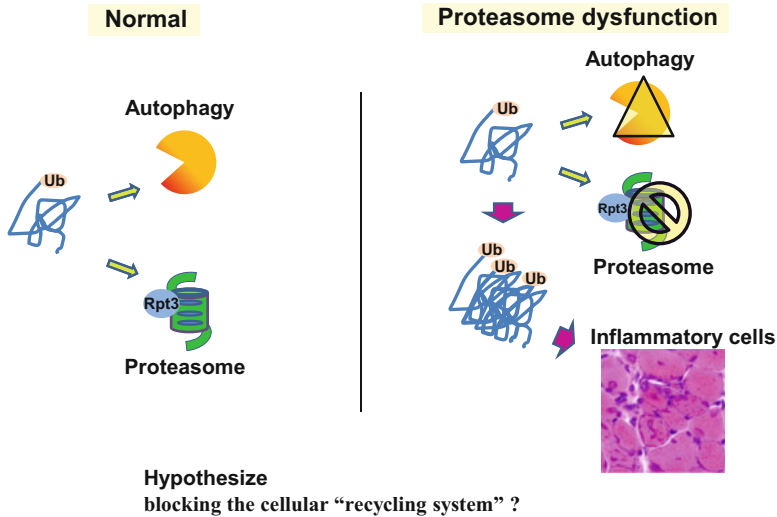 Normal
Autophagy
Ub
Rpt3
Proteasome
Proteasome dysfunction
Autophagy
Ub
Rpt3
Proteasome
Ub
Ub
Ub
Inflammatory cells
Hypothesize
blocking the cellular “recycling system” ?